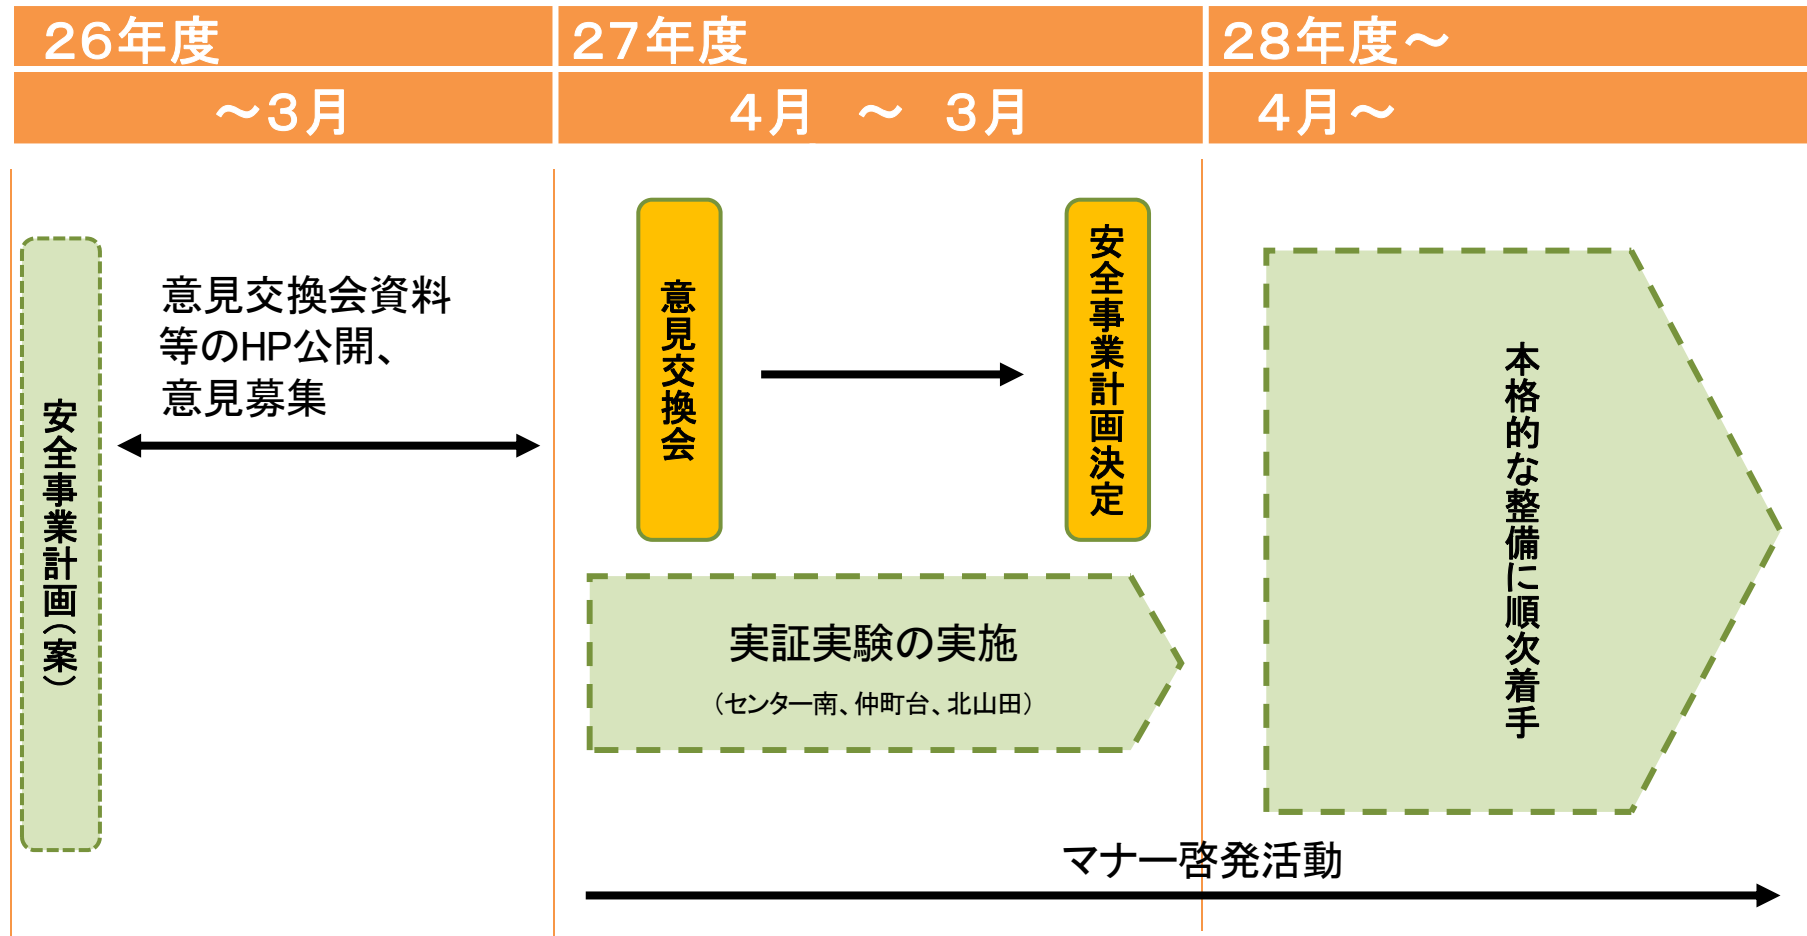 ２６年度
２７年度
２８年度～
～３月
４月　～　３月
４月～
安全事業計画（案）
意見交換会資料
等のHP公開、
意見募集
意見交換会
安全事業計画決定
実証実験の実施
（センター南、仲町台、北山田）
本格的な整備に順次着手
マナー啓発活動